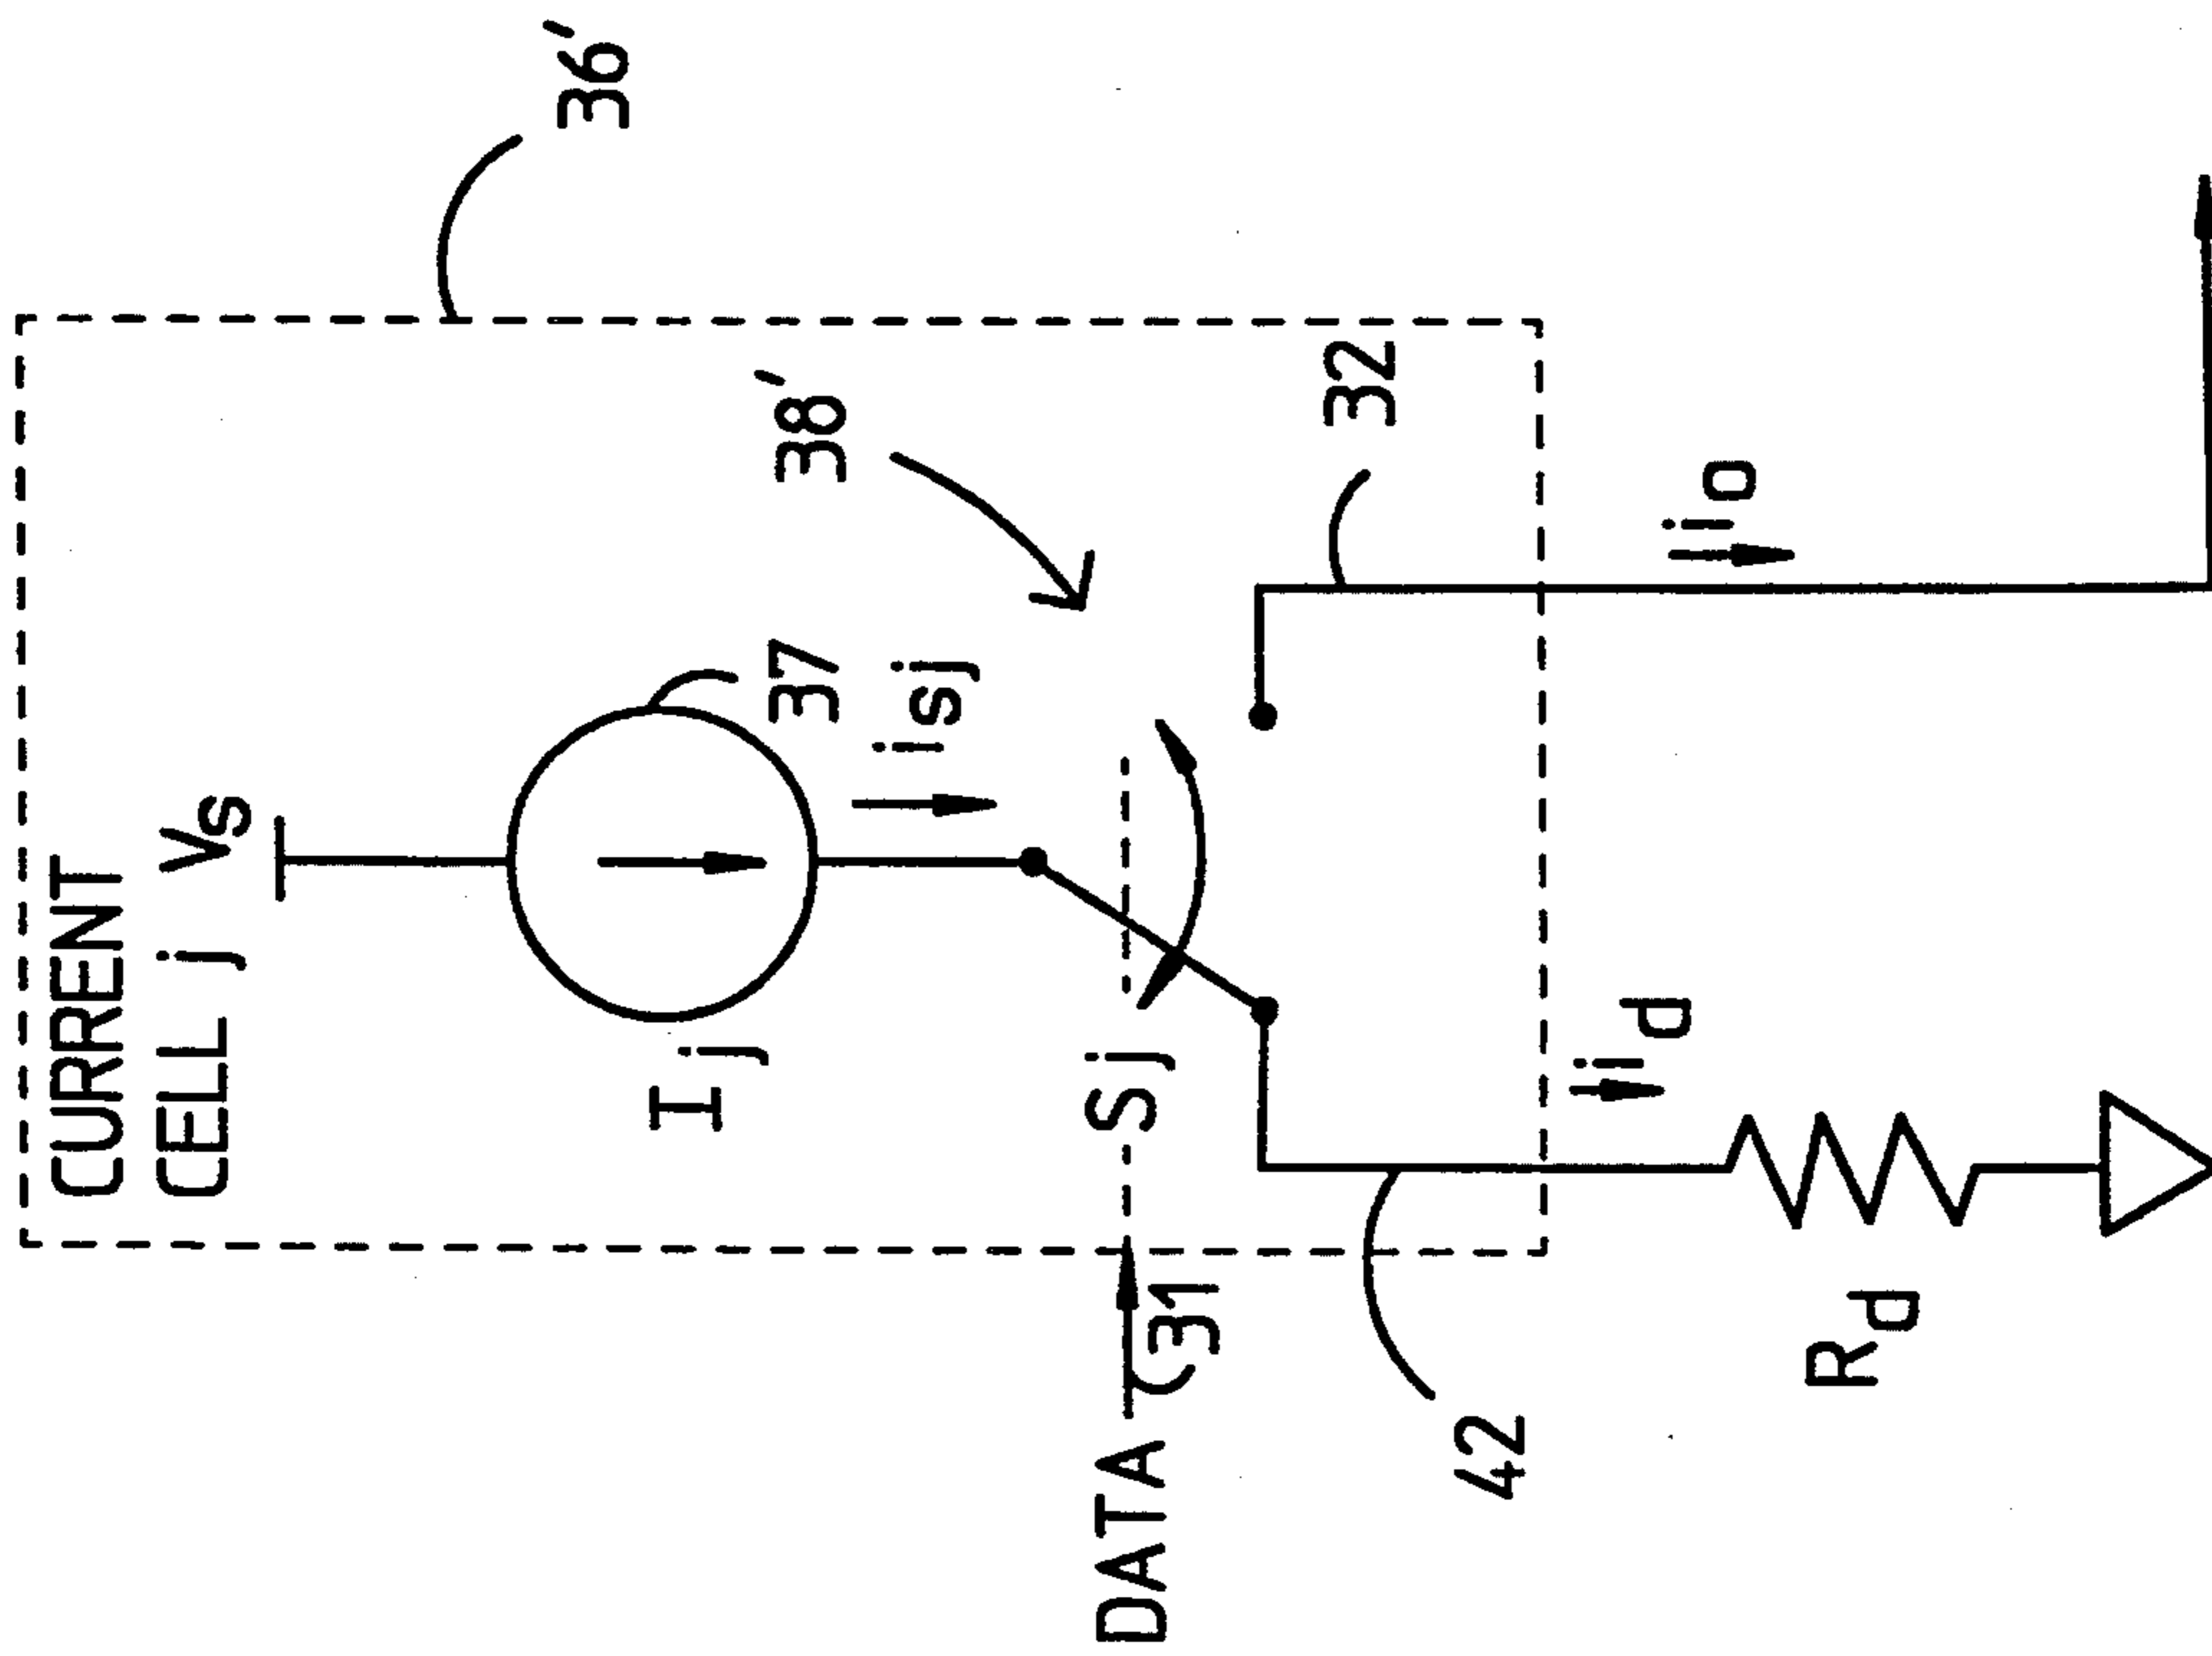 CURRENT
CELL j
Vs
36′
Ij
37
isj
38′
DATA
31
Sj
32
42
id
io
Rd